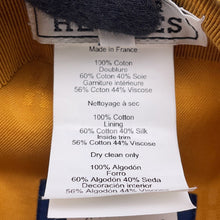 HERMES
Made in France
100% Coton
Doublure
60% Coton 40% Soie
Garniture intérieure
56% Coton 44% Viscose
Nettoyage à sec
100% Cotton
Lining
60% Cotton 40% Silk
Inside trim
56% Cotton 44% Viscose
Dry clean only
100% Algodón
Forro
60% Algodón 40% Seda
Decoración interior
56% Algodón 44% Viscosa